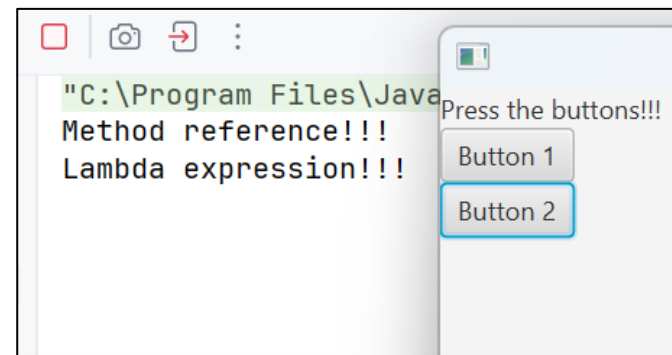 "C:\Program Files\Java
Method reference!!!
Lambda expression!!!
Press the buttons!!!
Button 1
Button 2